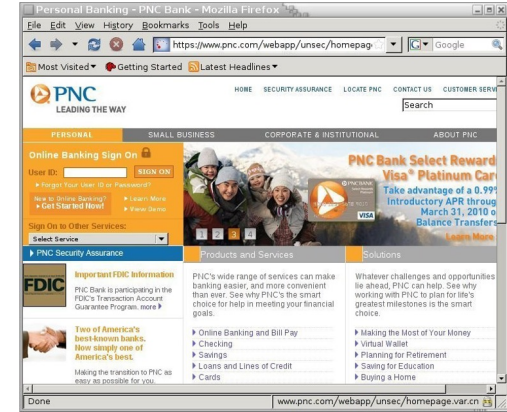 Personal Banking - PNC Bank - Mozilla Firefox
File Edit View History Bookmarks Tools Help
https://www.pnc.com/webapp/unsec/homepag
Google
Most Visited Getting Started Latest Headlines
PNC
LEADING THE WAY
HOME SECURITY ASSURANCE LOCATE PNC CONTACT US CUSTOMER SERV
Search
PERSONAL SMALL BUSINESS CORPORATE & INSTITUTIONAL ABOUT PNC
Online Banking Sign On
User ID: SIGN ON
Forgot Your User ID or Password?
New to Online Banking?
Get Started Now!
Learn More
View Demo
Sign On to Other Services:
Select Service
1 2 3 4
PNC Bank Select Reward
Visa® Platinum Car
Take advantage of a 0.99%
Introductory APR throug
March 31, 2010 o
Balance Transfers
Learn More
PNCBANK
VISA
PNC Security Assurance
FDIC
Important FDIC Information
PNC Bank is participating in the
FDIC's Transaction Account
Guarantee Program. more
Two of America's
best-known banks.
Now simply one of
America's best.
Making the transition to PNC as
easy as possible for you.
Products and Services
PNC's wide range of services can make
banking easier, and more convenient
than ever. See why PNC's the smart
choice for help in meeting your financial
goals.
Online Banking and Bill Pay
Checking
Savings
Loans and Lines of Credit
Cards
Solutions
Whatever challenges and opportunities
lie ahead, PNC can help. See why
working with PNC to plan for life's
greatest milestones is the smart
choice.
Making the Most of Your Money
Virtual Wallet
Planning for Retirement
Saving for Education
Buying a Home
Done
www.pnc.com/webapp/unsec/homepage.var.cn